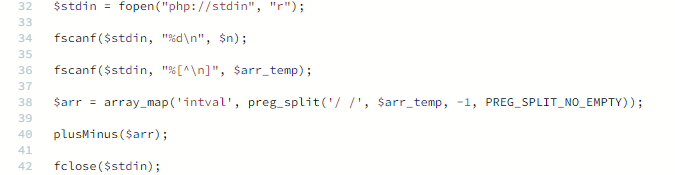 32 $stdin = fopen("php://stdin", "r");
33
34 fscanf($stdin, "%d\n", $n);
35
36 fscanf($stdin, "%[^\n]", $arr_temp);
37
38 $arr = array_map('intval', preg_split('/ /', $arr_temp, -1, PREG_SPLIT_NO_EMPTY));
39
40 plusMinus($arr);
41
42 fclose($stdin);